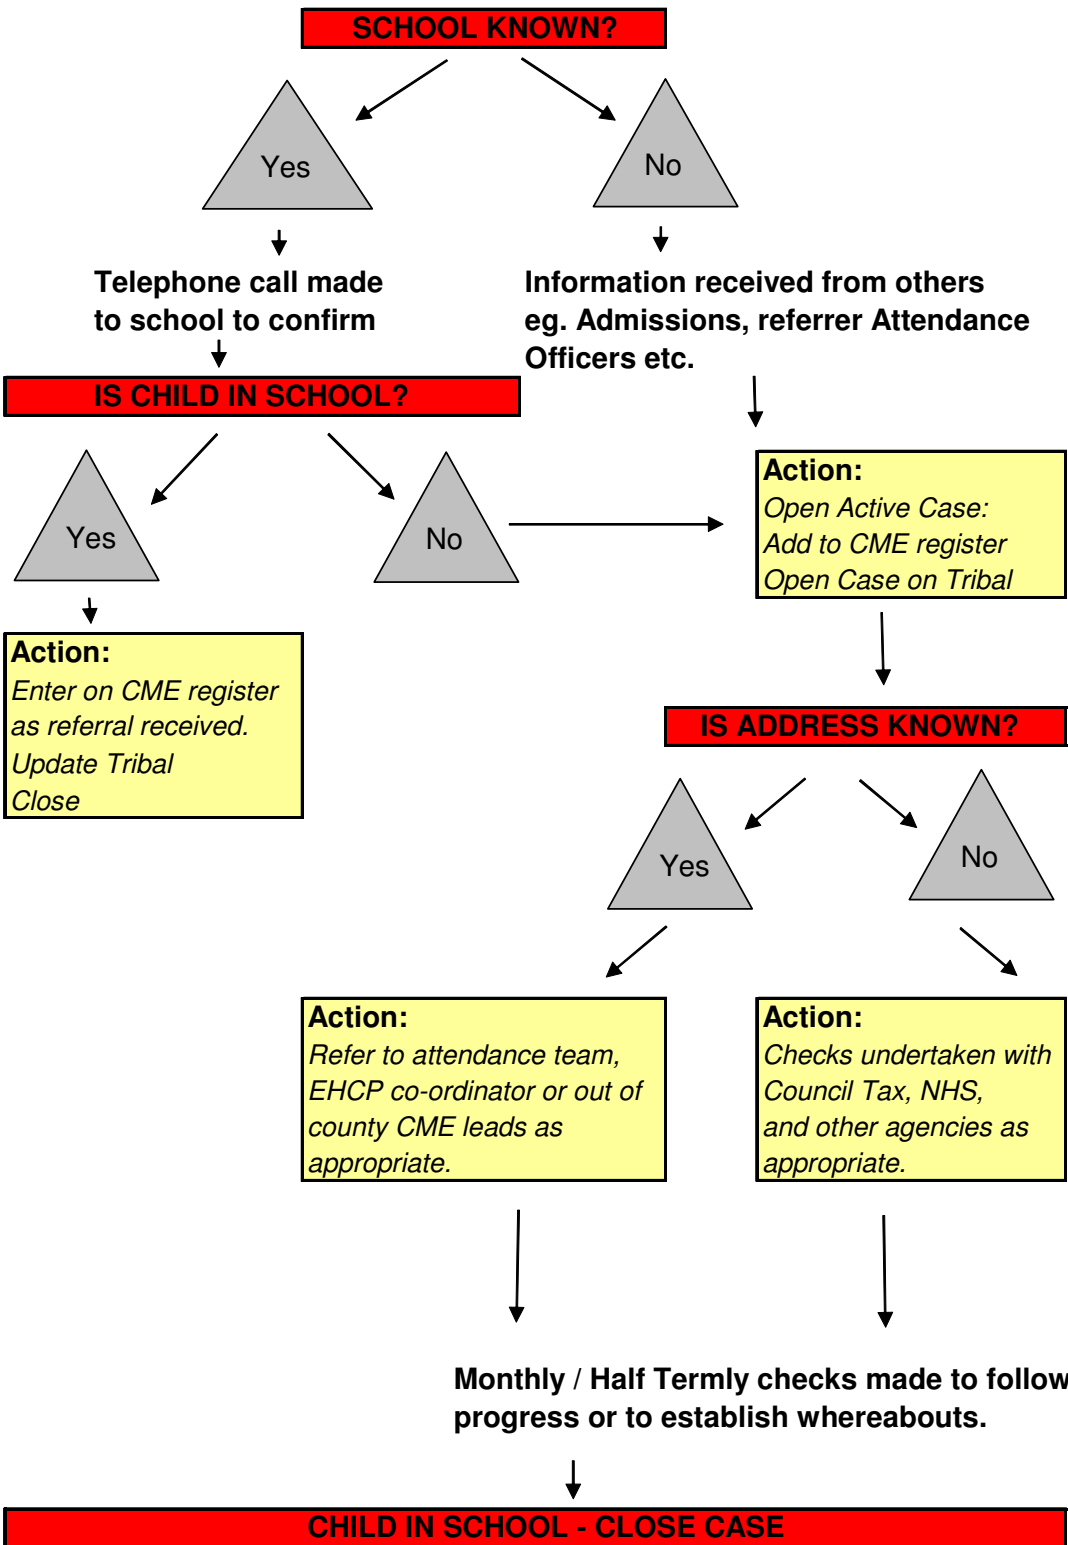 SCHOOL KNOWN?
Yes
No
Telephone call made
to school to confirm
Information received from others
eg. Admissions, referrer Attendance
Officers etc.
IS CHILD IN SCHOOL?
Yes
No
Action:
Open Active Case:
Add to CME register
Open Case on Tribal
Action:
Enter on CME register
as referral received.
Update Tribal
Close
IS ADDRESS KNOWN?
Yes
No
Action:
Refer to attendance team,
EHCP co-ordinator or out of
county CME leads as
appropriate.
Action:
Checks undertaken with
Council Tax, NHS,
and other agencies as
appropriate.
Monthly / Half Termly checks made to follow
progress or to establish whereabouts.
CHILD IN SCHOOL - CLOSE CASE